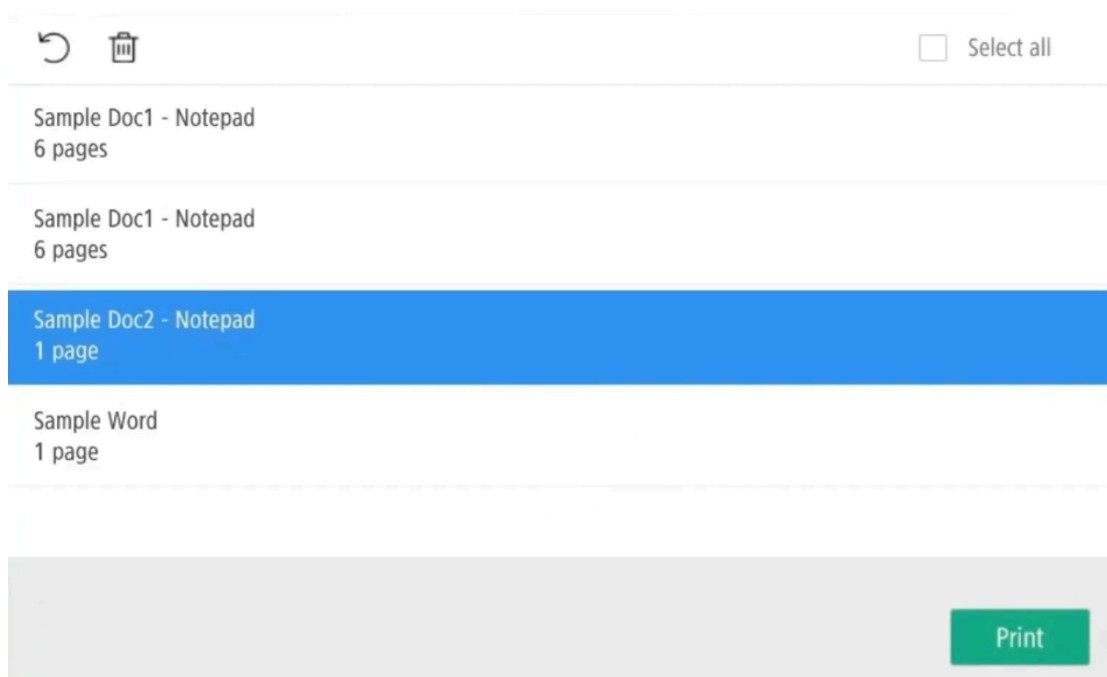 Select all
Sample Doc1 - Notepad
6 pages
Sample Doc1 - Notepad
6 pages
Sample Doc2 - Notepad
1 page
Sample Word
1 page
Print